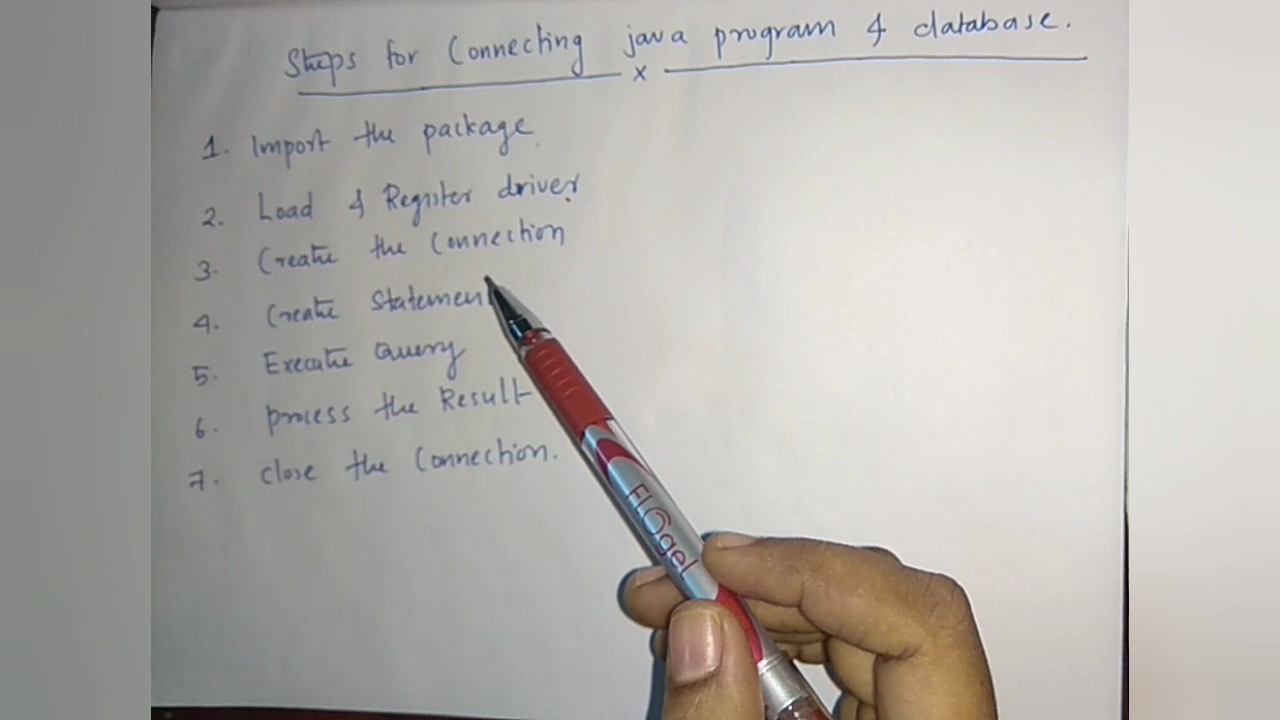 Steps for Connecting java program & database.
x
1. Import the package.
2. Load & Register driver
3. Create the Connection
4. Create Statement
5. Execute Query
6. process the Result
7. close the Connection.
FLOgel